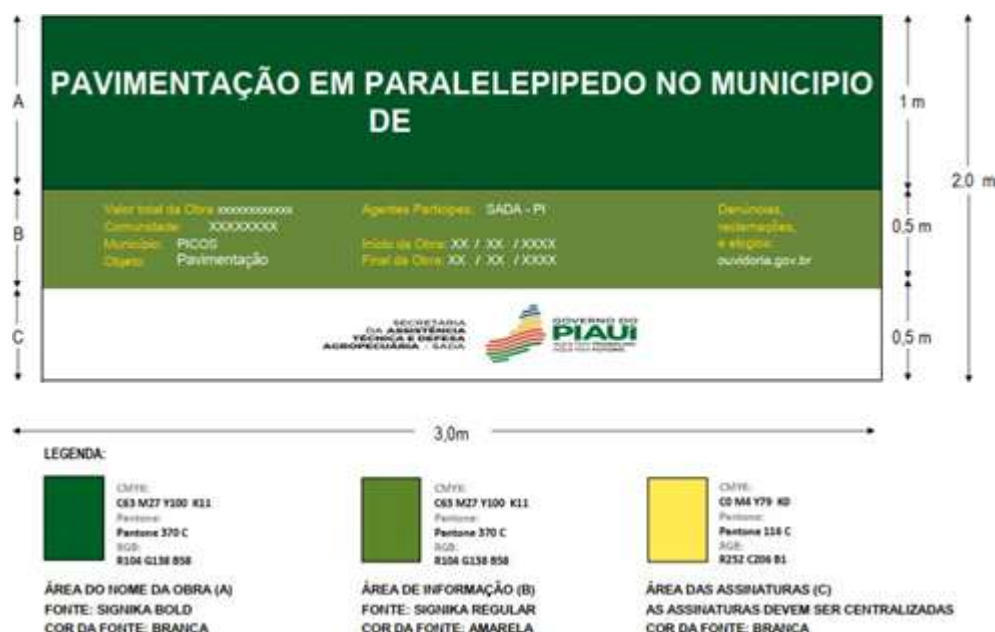 PAVIMENTAÇÃO EM PARALELEPIPEDO NO MUNICIPIO
DE
A
1 m
2.0 m
Valor total da Obra xxxxxxxxxxxx
Comunidade: XXXXXXXXX
Município: PICOS
Objeto: Pavimentação
Agentes Partícipes: SADA - PI
Início da Obra: XX / XX / XXXX
Final da Obra: XX / XX / XXXX
Denúncias,
reclamações,
e elogios:
ouvidoria.gov.br
B
0,5 m
SECRETARIA
DA ASSISTÊNCIA
TÉCNICA E DEFESA
AGROPECUÁRIA - SADA
GOVERNO DO
PIAUÍ
C
0,5 m
3,0m
LEGENDA:
CMYK:
C63 M27 Y100 K11
Pantone:
Pantone 370 C
RGB:
R104 G138 B58
ÁREA DO NOME DA OBRA (A)
FONTE: SIGNIKA BOLD
COR DA FONTE: BRANCA
CMYK:
C63 M27 Y100 K11
Pantone:
Pantone 370 C
RGB:
R104 G138 B58
ÁREA DE INFORMAÇÃO (B)
FONTE: SIGNIKA REGULAR
COR DA FONTE: AMARELA
CMYK:
C0 M4 Y79 K0
Pantone:
Pantone 116 C
RGB:
R252 C206 B1
ÁREA DAS ASSINATURAS (C)
AS ASSINATURAS DEVEM SER CENTRALIZADAS
COR DA FONTE: BRANCA